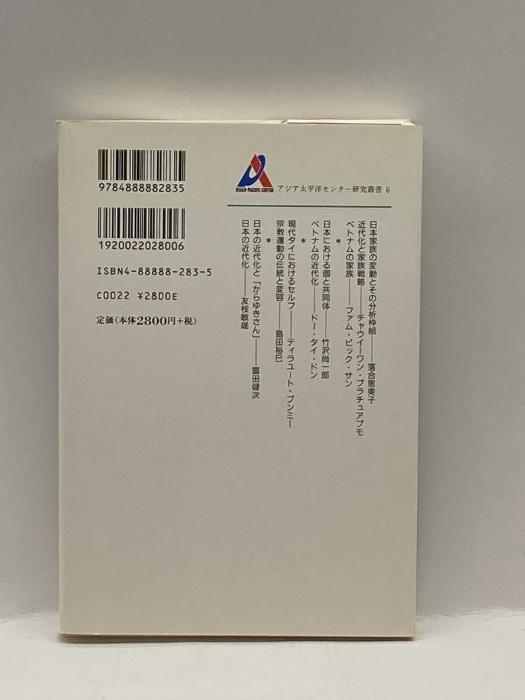 9784888882835
1920022028006
ISBN4-88888-283-5
C0022 ¥2800E
定価(本体2800円+税)
ASIAN-PACIFIC CENTER
アジア太平洋センター研究叢書 6
日本家族の変動とその分析枠組——落合恵美子
近代化と家族戦略——チャウィーワン・プラチュアブモ
ベトナムの家族——ファム・ビック・サン
*
日本における個と共同体——竹沢尚一郎
ベトナムの近代化——ドー・タイ・ドン
*
現代タイにおけるセルフ——ティラユート・ブンミー
宗教運動の伝統と変容——島田裕巳
*
日本の近代化と「からゆきさん」——冨田健次
日本の近代化——友枝敏雄